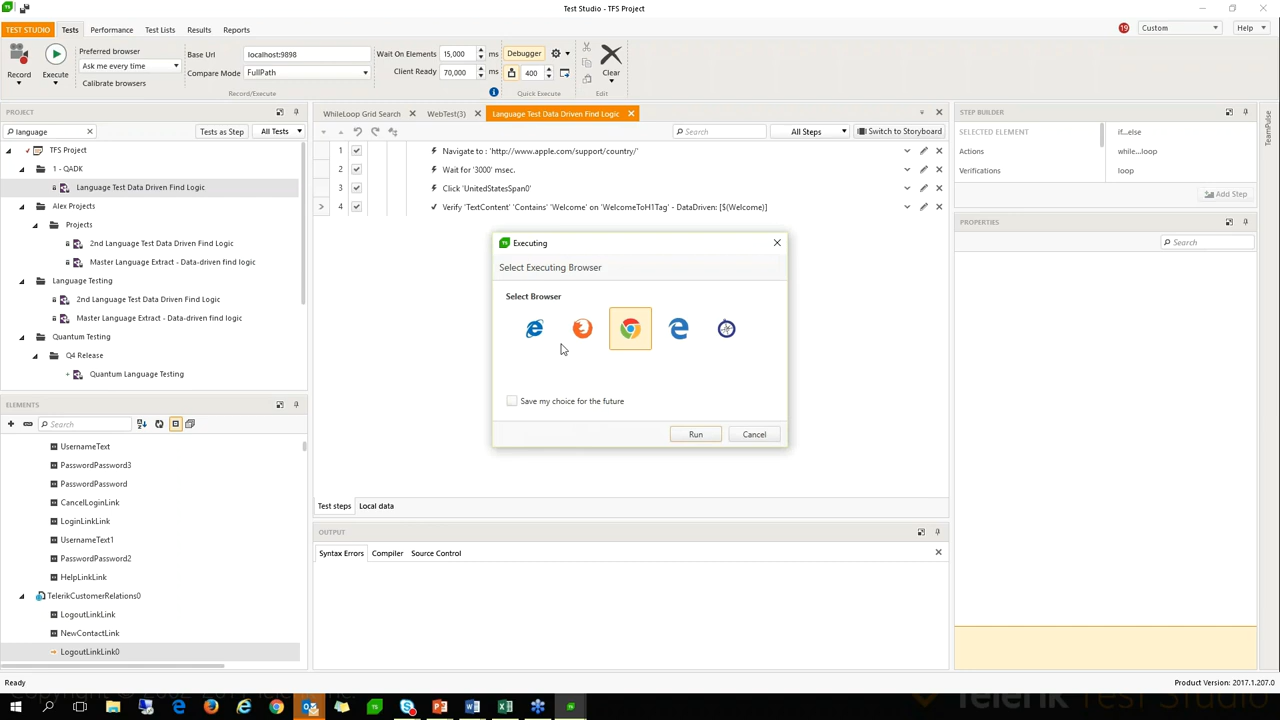 Test Studio - TFS Project
TEST STUDIO Tests Performance Test Lists Results Reports
19 Custom Help
Record
Execute
Preferred browser
Ask me every time
Calibrate browsers
Base Url localhost:9898
Compare Mode FullPath
Wait On Elements 15,000 ms
Client Ready 70,000 ms
Record/Execute
Debugger
400
Quick Execute
Clear
Edit
PROJECT
language Tests as Step All Tests
TFS Project
1 - QADK
Language Test Data Driven Find Logic
Alex Projects
Projects
2nd Language Test Data Driven Find Logic
Master Language Extract - Data-driven find logic
Language Testing
2nd Language Test Data Driven Find Logic
Master Language Extract - Data-driven find logic
Quantum Testing
Q4 Release
Quantum Language Testing
ELEMENTS
Search
UsernameText
PasswordPassword3
PasswordPassword
CancelLoginLink
LoginLinkLink
UsernameText1
PasswordPassword2
HelpLinkLink
TelerikCustomerRelations0
LogoutLinkLink
NewContactLink
LogoutLinkLink0
WhileLoop Grid Search WebTest(3) Language Test Data Driven Find Logic
Search All Steps Switch to Storyboard
1 Navigate to : 'http://www.apple.com/support/country/'
2 Wait for '3000' msec.
3 Click 'UnitedStatesSpan0'
4 Verify 'TextContent' 'Contains' 'Welcome' on 'WelcomeToH1Tag' - DataDriven: [$(Welcome)]
Executing
Select Executing Browser
Select Browser
Save my choice for the future
Run Cancel
Test steps Local data
OUTPUT
Syntax Errors Compiler Source Control
STEP BUILDER
SELECTED ELEMENT if...else
Actions while...loop
Verifications loop
Add Step
PROPERTIES
Search
TeamPulse
Ready
Product Version: 2017.1.207.0
Telerik Test Studio